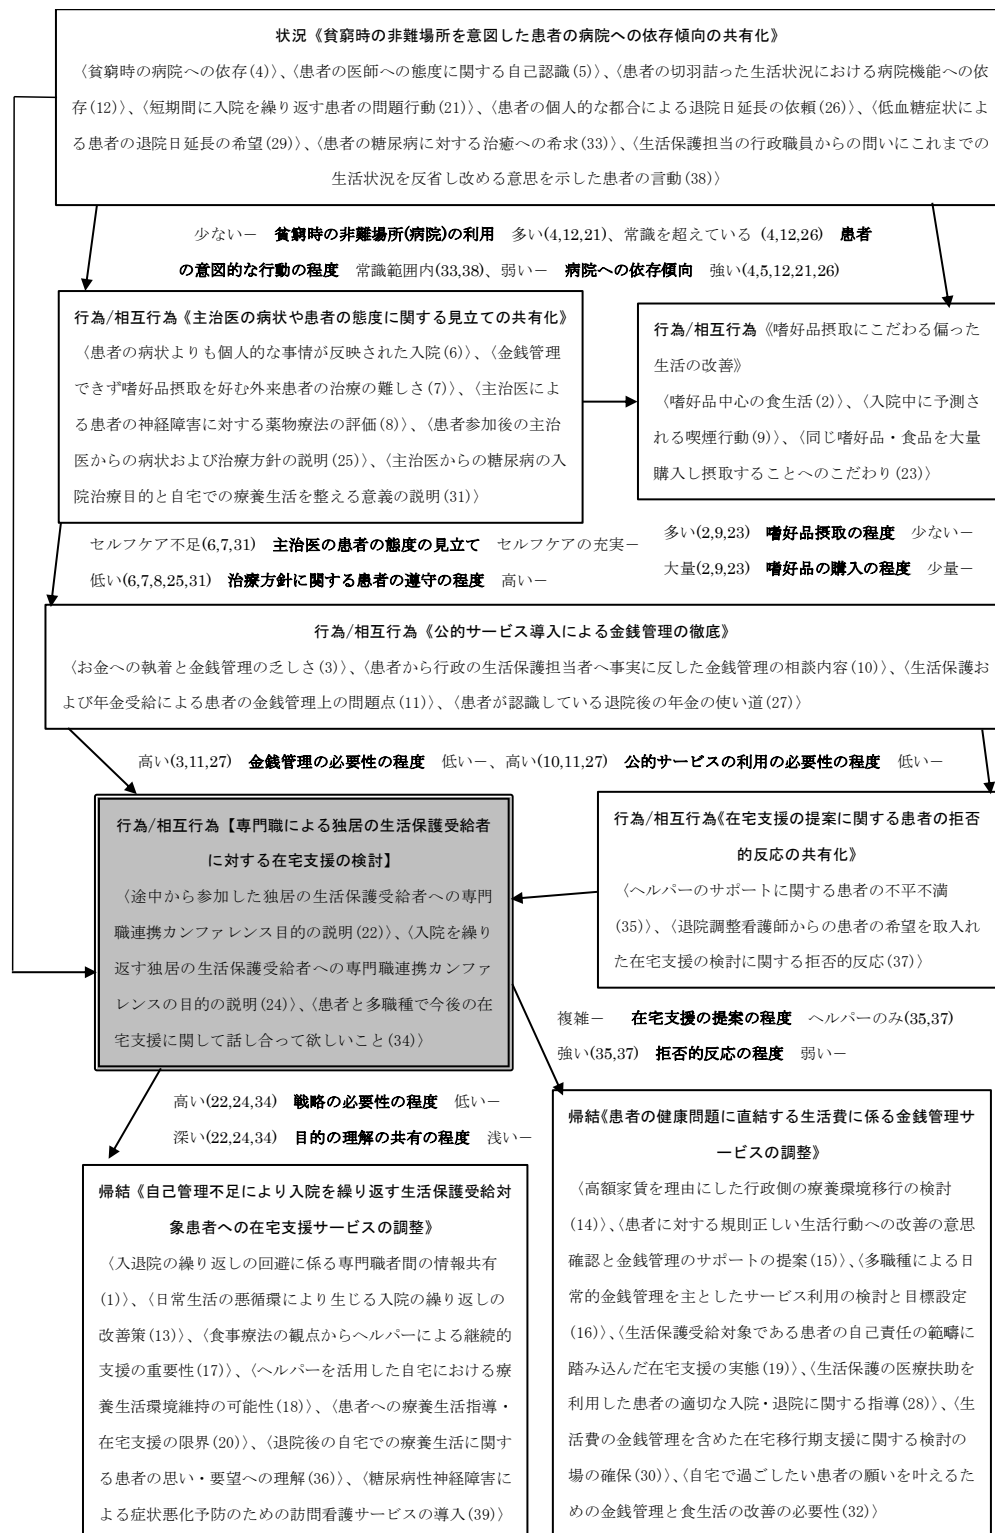 状況《貧窮時の非難場所を意図した患者の病院への依存傾向の共有化》
〈貧窮時の病院への依存(4)〉、〈患者の医師への態度に関する自己認識(5)〉、〈患者の切羽詰った生活状況における病院機能への依
存(12)〉、〈短期間に入院を繰り返す患者の問題行動(21)〉、〈患者の個人的な都合による退院日延長の依頼(26)〉、〈低血糖症状によ
る患者の退院日延長の希望(29)〉、〈患者の糖尿病に対する治癒への希求(33)〉、〈生活保護担当の行政職員からの問いにこれまでの
生活状況を反省し改める意思を示した患者の言動(38)〉
少ない− 貧窮時の非難場所(病院)の利用 多い(4,12,21)、常識を超えている (4,12,26) 患者
の意図的な行動の程度 常識範囲内(33,38)、弱い− 病院への依存傾向 強い(4,5,12,21,26)
行為/相互行為《主治医の病状や患者の態度に関する見立ての共有化》
〈患者の病状よりも個人的な事情が反映された入院(6)〉、〈金銭管理
できず嗜好品摂取を好む外来患者の治療の難しさ(7)〉、〈主治医によ
る患者の神経障害に対する薬物療法の評価(8)〉、〈患者参加後の主治
医からの病状および治療方針の説明(25)〉、〈主治医からの糖尿病の入
院治療目的と自宅での療養生活を整える意義の説明(31)〉
行為/相互行為《嗜好品摂取にこだわる偏った
生活の改善》
〈嗜好品中心の食生活(2)〉、〈入院中に予測さ
れる喫煙行動(9)〉、〈同じ嗜好品・食品を大量
購入し摂取することへのこだわり(23)〉
セルフケア不足(6,7,31) 主治医の患者の態度の見立て セルフケアの充実−
低い(6,7,8,25,31) 治療方針に関する患者の遵守の程度 高い−
多い(2,9,23) 嗜好品摂取の程度 少ない−
大量(2,9,23) 嗜好品の購入の程度 少量−
行為/相互行為《公的サービス導入による金銭管理の徹底》
〈お金への執着と金銭管理の乏しさ(3)〉、〈患者から行政の生活保護担当者へ事実に反した金銭管理の相談内容(10)〉、〈生活保護お
よび年金受給による患者の金銭管理上の問題点(11)〉、〈患者が認識している退院後の年金の使い道(27)〉
高い(3,11,27) 金銭管理の必要性の程度 低い−、高い(10,11,27) 公的サービスの利用の必要性の程度 低い−
行為/相互行為【専門職による独居の生活保護受給者
に対する在宅支援の検討】
〈途中から参加した独居の生活保護受給者への専門
職連携カンファレンス目的の説明(22)〉、〈入院を繰り
返す独居の生活保護受給者への専門職連携カンファ
レンスの目的の説明(24)〉、〈患者と多職種で今後の在
宅支援に関して話し合って欲しいこと(34)〉
行為/相互行為《在宅支援の提案に関する患者の拒否
的反応の共有化》
〈ヘルパーのサポートに関する患者の不平不満
(35)〉、〈退院調整看護師からの患者の希望を取入れ
た在宅支援の検討に関する拒否的反応(37)〉
複雑− 在宅支援の提案の程度 ヘルパーのみ(35,37)
強い(35,37) 拒否的反応の程度 弱い−
高い(22,24,34) 戦略の必要性の程度 低い−
深い(22,24,34) 目的の理解の共有の程度 浅い−
帰結《自己管理不足により入院を繰り返す生活保護受給対
象患者への在宅支援サービスの調整》
〈入退院の繰り返しの回避に係る専門職者間の情報共有
(1)〉、〈日常生活の悪循環により生じる入院の繰り返しの
改善策(13)〉、〈食事療法の観点からヘルパーによる継続的
支援の重要性(17)〉、〈ヘルパーを活用した自宅における療
養生活環境維持の可能性(18)〉、〈患者への療養生活指導・
在宅支援の限界(20)〉、〈退院後の自宅での療養生活に関す
る患者の思い・要望への理解(36)〉、〈糖尿病性神経障害に
よる症状悪化予防のための訪問看護サービスの導入(39)〉
帰結《患者の健康問題に直結する生活費に係る金銭管理サ
ービスの調整》
〈高額家賃を理由にした行政側の療養環境移行の検討
(14)〉、〈患者に対する規則正しい生活行動への改善の意思
確認と金銭管理のサポートの提案(15)〉、〈多職種による日
常的金銭管理を主としたサービス利用の検討と目標設定
(16)〉、〈生活保護受給対象である患者の自己責任の範疇に
踏み込んだ在宅支援の実態(19)〉、〈生活保護の医療扶助を
利用した患者の適切な入院・退院に関する指導(28)〉、〈生
活費の金銭管理を含めた在宅移行期支援に関する検討の
場の確保(30)〉、〈自宅で過ごしたい患者の願いを叶えるた
めの金銭管理と食生活の改善の必要性(32)〉